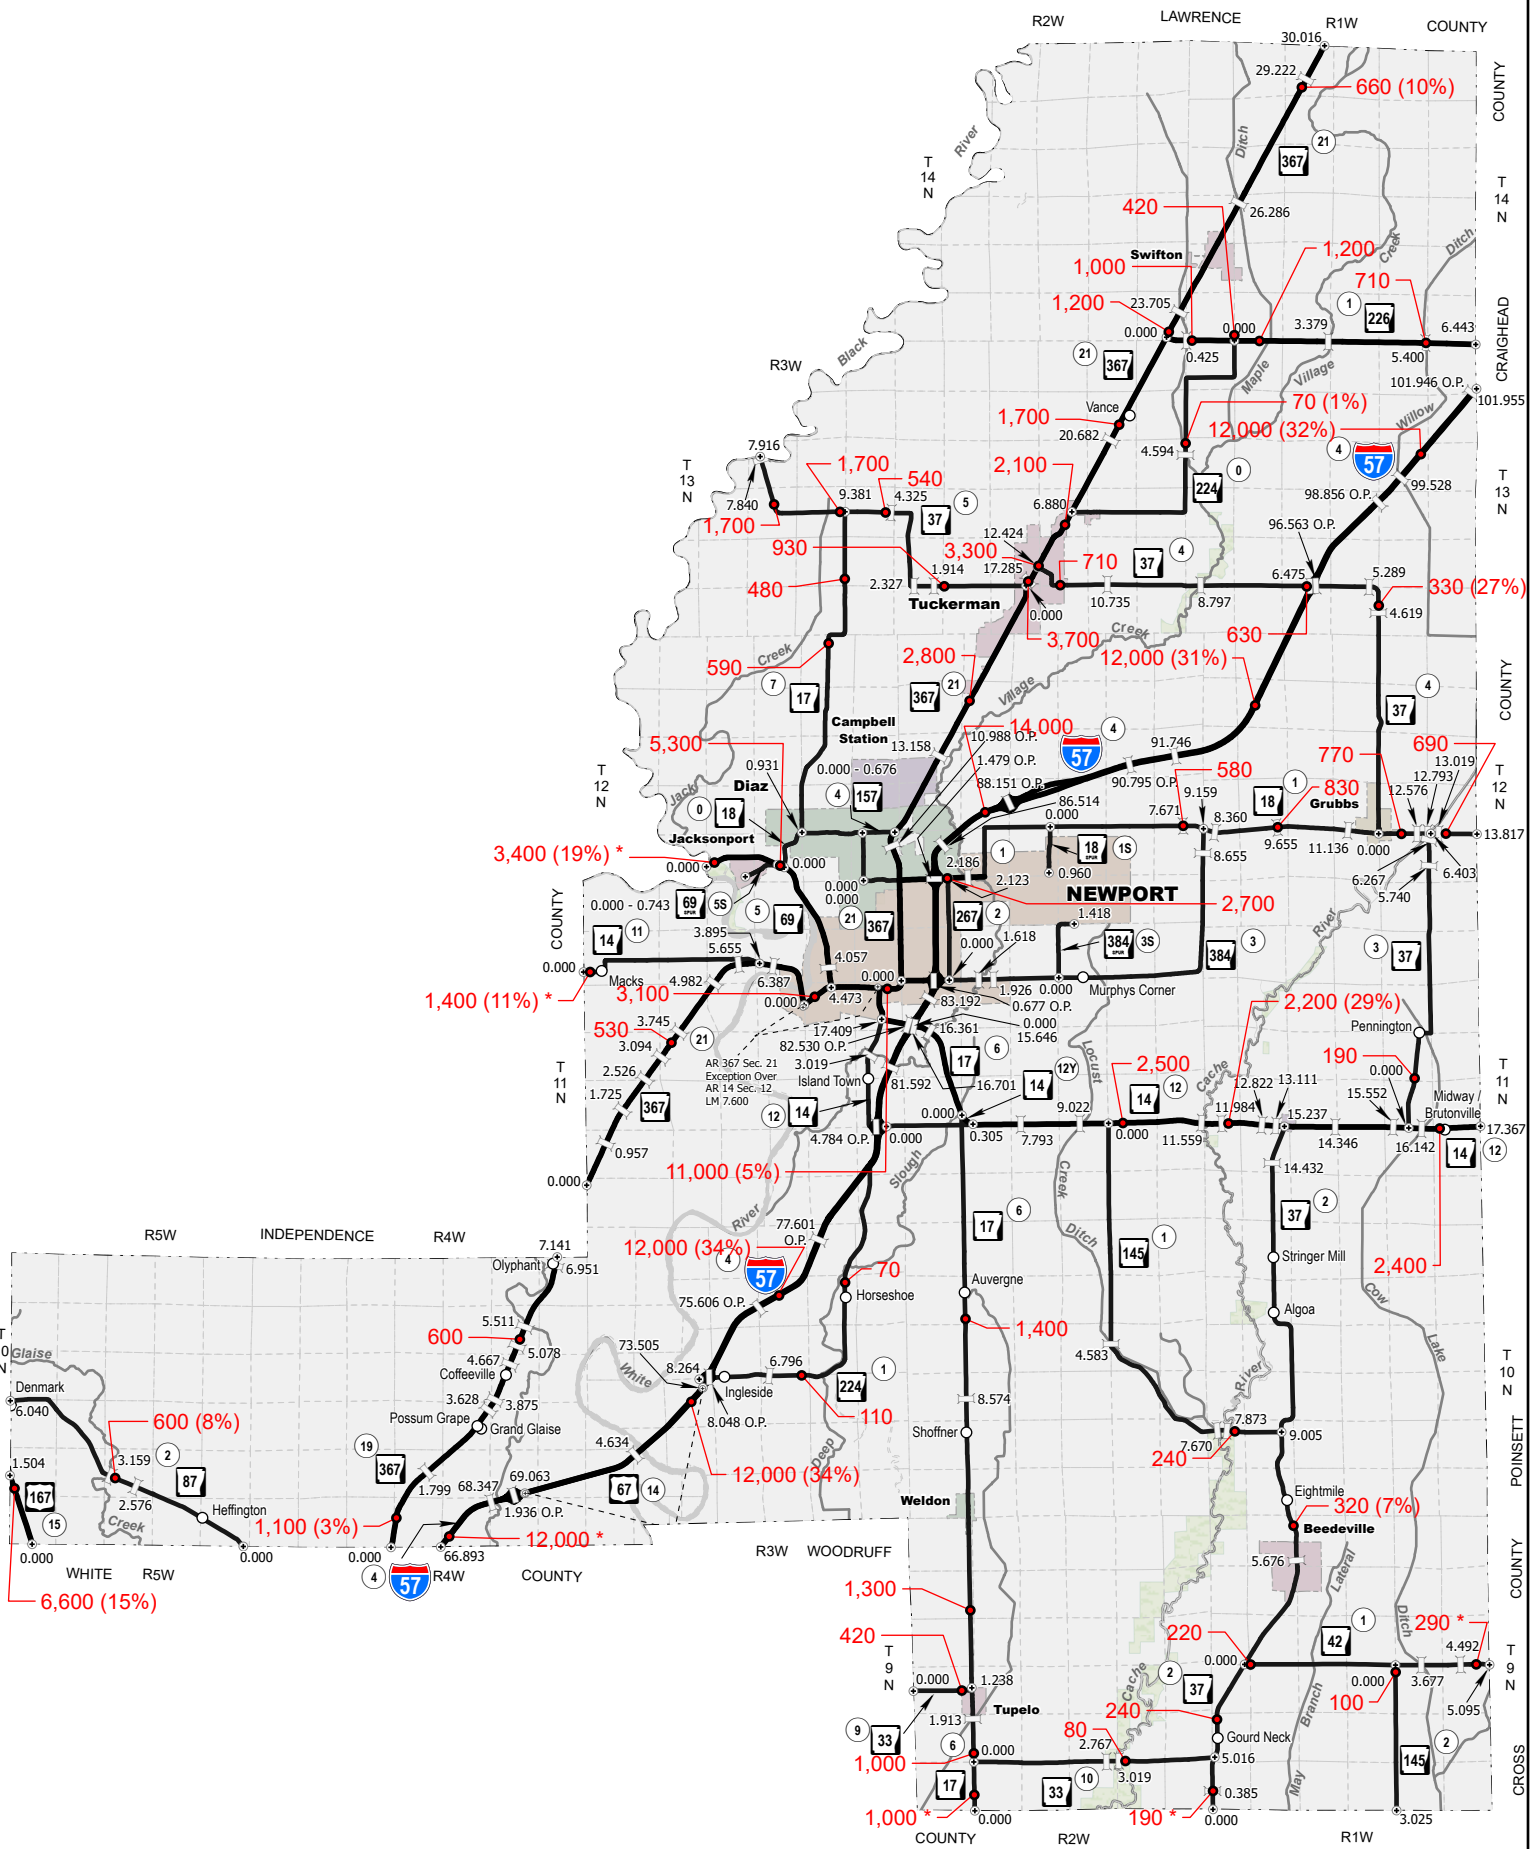 R2W
LAWRENCE
R1W
COUNTY
30.016
29.222
660 (10%)
COUNTY
River
T
14
N
Ditch
21
367
T
14
N
420
26.286
Swifton
1,000
1,200
Creek
Ditch
710
1,200
23.705
1
226
3.379
6.443
0.000
0.000
0.425
5.400
CRAIGHEAD
R3W
Black
21
367
Maple
Village
101.946 O.P.
101.955
Vance
70 (1%)
Willow
1,700
12,000 (32%)
20.682
4.594
4
57
7.916
T
13
N
1,700
540
2,100
224
0
99.528
T
13
N
7.840
9.381
4.325
6.880
98.856 O.P.
1,700
37
5
96.563 O.P.
12.424
930
3,300
17.285
710
37
4
6.475
5.289
1.914
480
2.327
330 (27%)
10.735
8.797
4.619
Tuckerman
0.000
630
3,700
Creek
590
Creek
2,800
12,000 (31%)
7
17
367
21
Village
37
4
COUNTY
Campbell
Station
14,000
10.988 O.P.
4
57
91.746
5,300
13.158
1.479 O.P.
770
690
0.931
0.000 - 0.676
88.151 O.P.
90.795 O.P.
580
13.019
T
12
N
Diaz
4
157
9.159
1
18
830
12.793
12.576
T
12
N
Jack
0
18
86.514
0.000
7.671
8.360
Grubbs
Jacksonport
9.655
11.136
0.000
13.817
3,400 (19%) *
0.000
0.000
2.186
1
18
SPUR
1S
8.655
6.267
6.403
0.000
0.000
2.123
0.960
5.740
0.000 - 0.743
69
SPUR
5S
5
69
NEWPORT
2,700
COUNTY
14
11
3.895
21
367
267
2
1.418
River
5.655
0.000
1.618
384
SPUR
3S
384
3
3
37
4.057
0.000
Macks
4.982
6.387
0.000
1,400 (11%) *
3,100
0.000
4.473
83.192
1.926
0.000
Murphys Corner
0.677 O.P.
2,200 (29%)
530
3.745
17.409
0.000
Pennington
3.094
21
82.530 O.P.
16.361
15.646
AR 367 Sec. 21
Exception Over
AR 14 Sec. 12
LM 7.600
3.019
17
6
Locust
190
T
11
N
2.526
Island Town
12Y
2,500
Cache
0.000
T
11
N
1.725
81.592
16.701
14
14
12
12.822
13.111
Midway /
Brutonville
367
12
14
0.000
9.022
11.984
15.552
15.237
4.784 O.P.
0.000
0.305
7.793
0.000
11.559
14.346
16.142
17.367
0.957
14
12
0.000
11,000 (5%)
Slough
Creek
14.432
River
37
2
R5W
INDEPENDENCE
R4W
77.601
O.P.
17
6
Ditch
7.141
12,000 (34%)
4
57
145
1
Stringer Mill
2,400
Olyphant
6.951
70
Auvergne
Cow
75.606 O.P.
Horseshoe
Algoa
5.511
1,400
600
5.078
73.505
4.583
Lake
Glaise
4.667
Coffeeville
White
8.264
6.796
1
224
River
T
10
N
Denmark
3.628
3.875
Ingleside
6.040
8.574
600 (8%)
Possum Grape
Grand Glaise
8.048 O.P.
110
7.873
Shoffner
7.670
9.005
POINSETT
3.159
2
87
19
367
4.634
240
1.504
Deep
167
2.576
1.799
68.347
69.063
67
14
12,000 (34%)
Eightmile
15
Heffington
1.936 O.P.
Weldon
320 (7%)
Creek
1,100 (3%)
12,000 *
Beedeville
0.000
0.000
0.000
66.893
R3W
WOODRUFF
5.676
COUNTY
WHITE
R5W
4
57
R4W
COUNTY
Lateral
6,600 (15%)
1,300
Ditch
1
42
290 *
420
220
4.492
T
9
N
0.000
0.000
T
9
N
0.000
1.238
2
37
3.677
Cache
100
5.095
Tupelo
240
Branch
9
33
1.913
80
Gourd Neck
2
145
6
0.000
2.767
1,000
5.016
17
33
10
3.019
May
CROSS
0.385
1,000 *
0.000
190 *
0.000
3.025
COUNTY
R2W
R1W